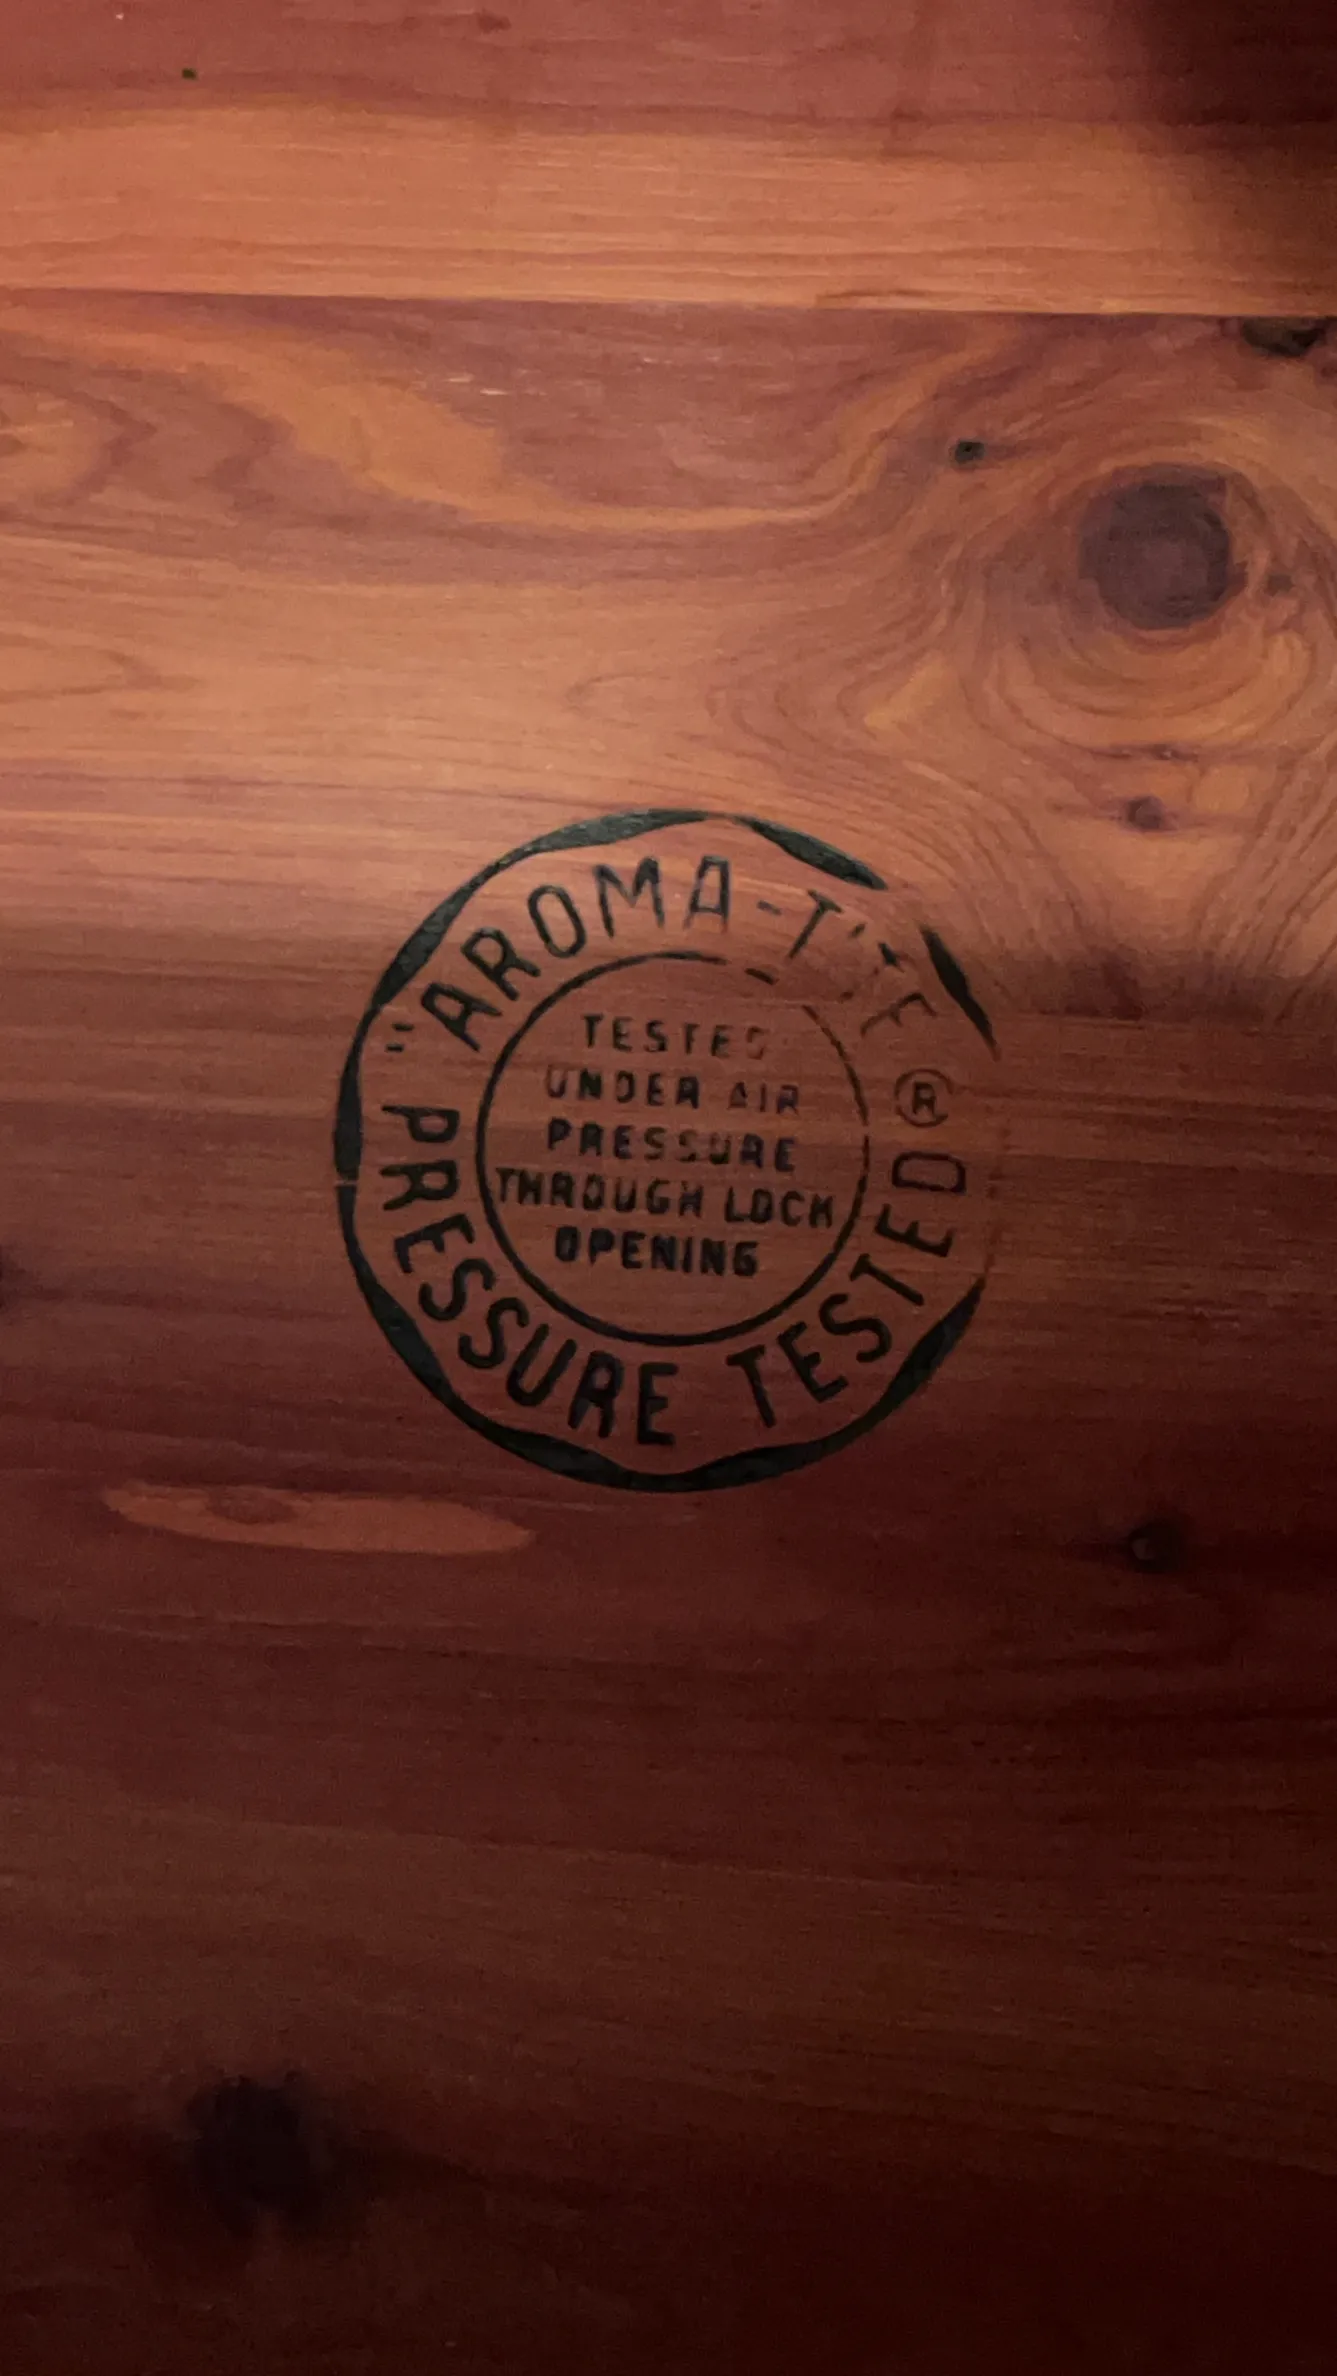 "AROMA-TITE ®
PRESSURE TESTED
TESTED
UNDER AIR
PRESSURE
THROUGH LOCK
OPENING